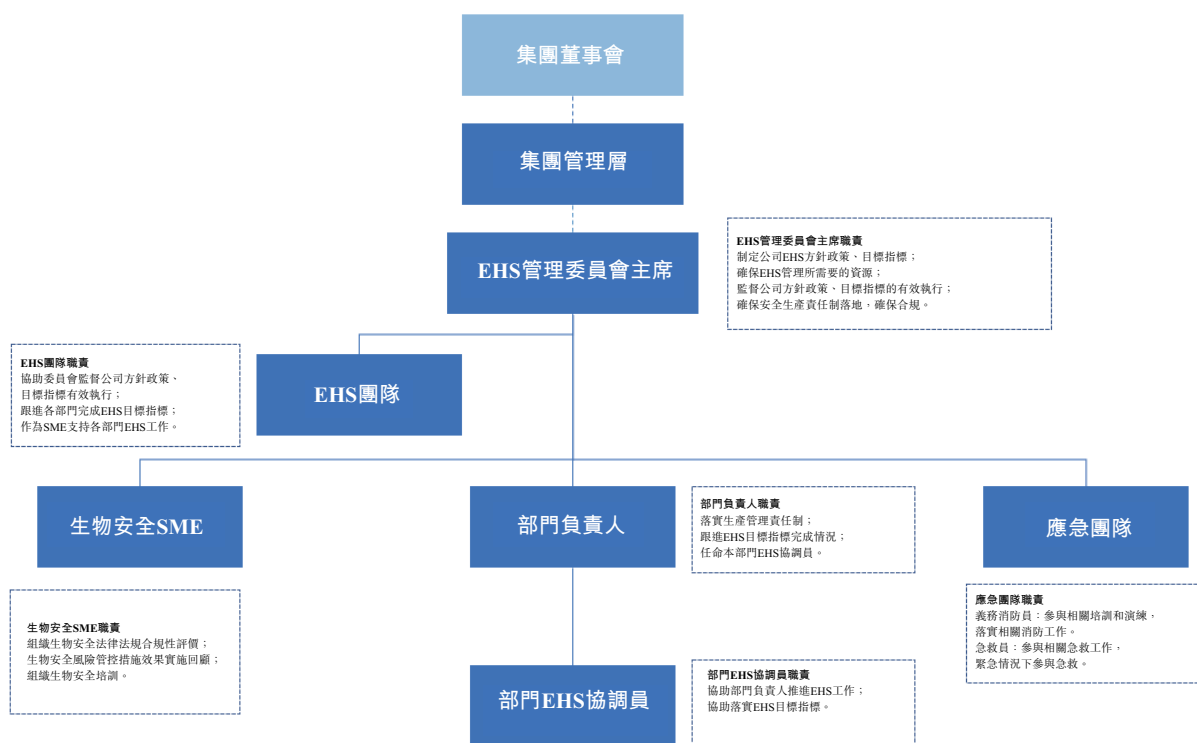 集團董事會
集團管理層
EHS管理委員會主席
EHS管理委員會主席職責
制定公司EHS方針政策、目標指標；
確保EHS管理所需要的資源；
監督公司方針政策、目標指標的有效執行；
確保安全生產責任制落地，確保合規。
EHS團隊職責
協助委員會監督公司方針政策、
目標指標有效執行；
跟進各部門完成EHS目標指標；
作為SME支持各部門EHS工作。
EHS團隊
生物安全SME
部門負責人
部門負責人職責
落實生產管理責任制；
跟進EHS目標指標完成情況；
任命本部門EHS協調員。
應急團隊
生物安全SME職責
組織生物安全法律法規合規性評價；
生物安全風險管控措施效果實施回顧；
組織生物安全培訓。
應急團隊職責
義務消防員：參與相關培訓和演練，
落實相關消防工作。
急救員：參與相關急救工作，
緊急情況下參與急救。
部門EHS協調員
部門EHS協調員職責
協助部門負責人推進EHS工作；
協助落實EHS目標指標。